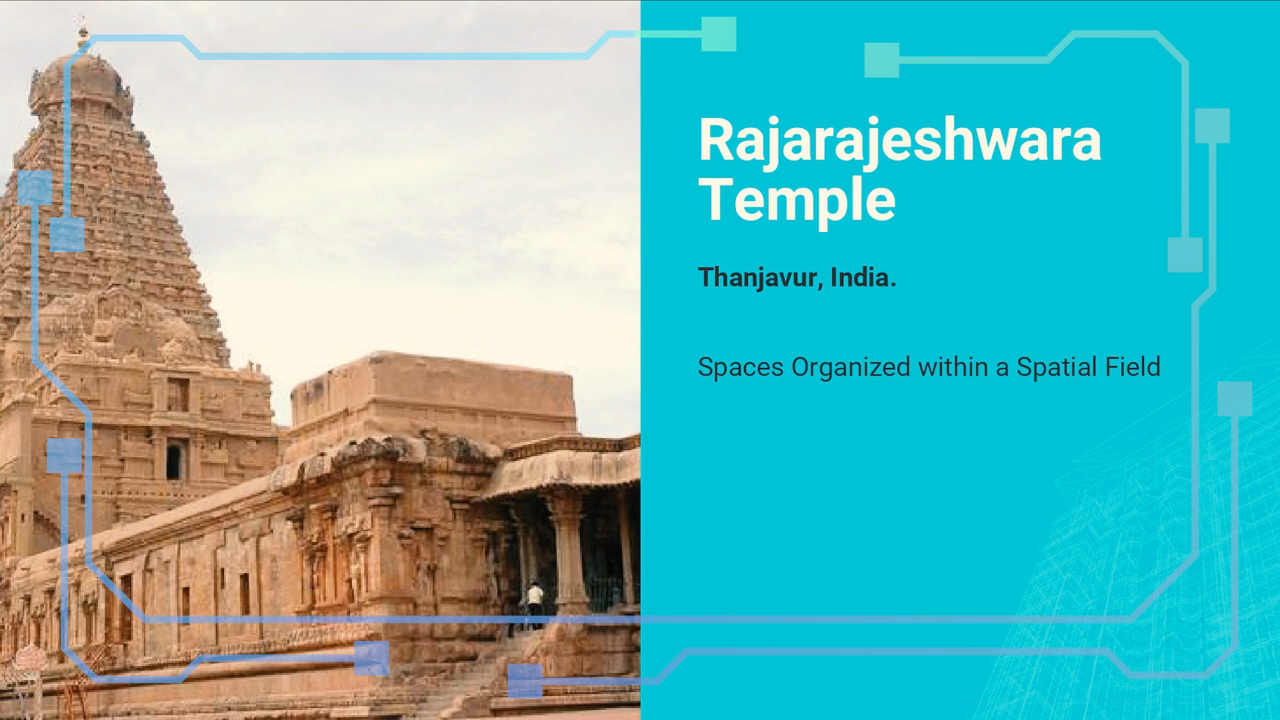 Rajarajeshwara
Temple
Thanjavur, India.
Spaces Organized within a Spatial Field